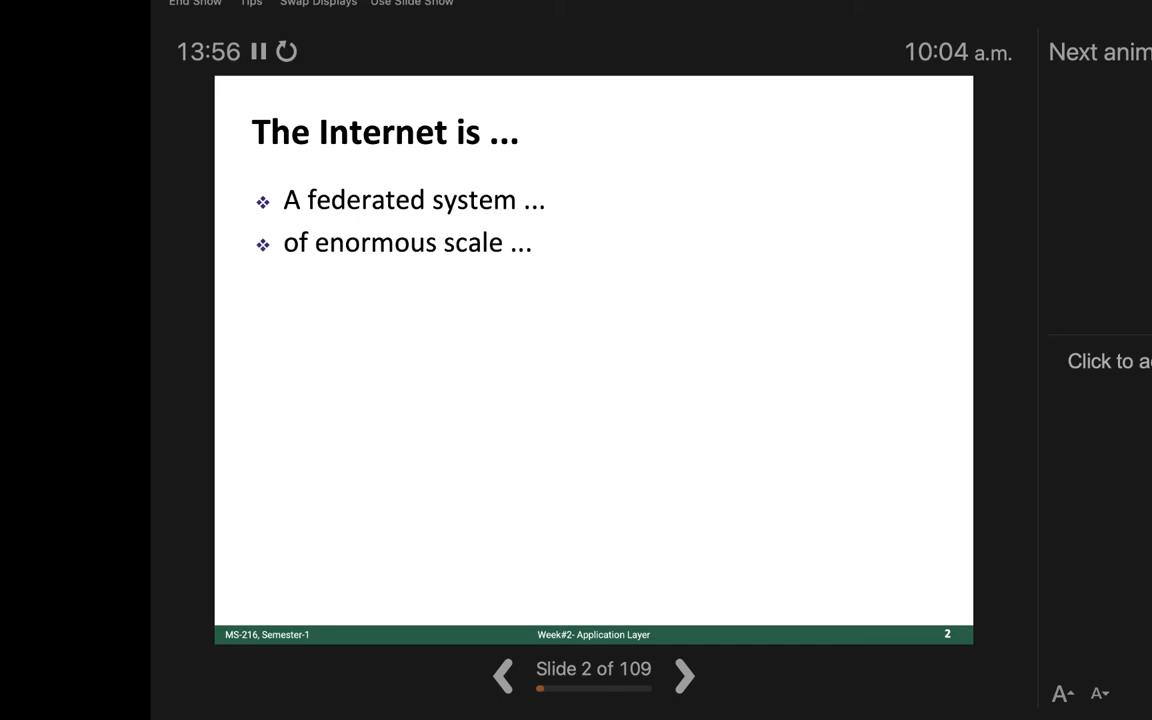 End Show Tips Swap Displays Use Slide Show
13:56 10:04 a.m. Next anim
The Internet is ...
A federated system ...
of enormous scale ...
Click to a
MS-216, Semester-1 Week#2- Application Layer 2
Slide 2 of 109
A A